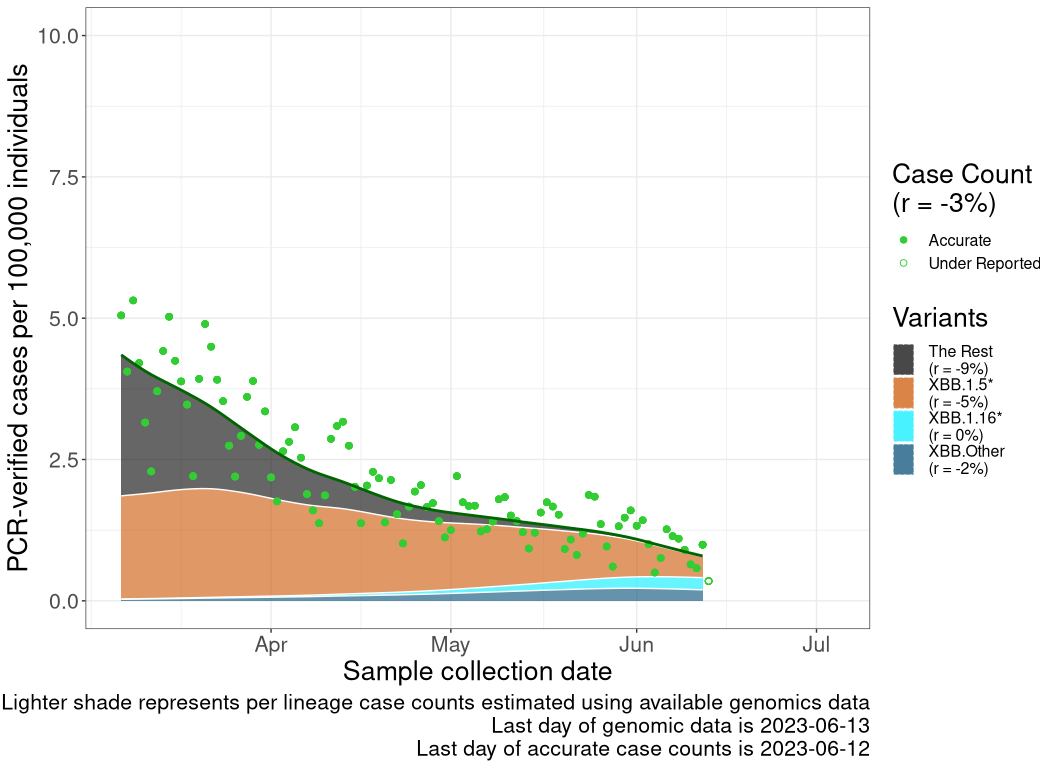 PCR-verified cases per 100,000 individuals
10.0
7.5
5.0
2.5
0.0
Apr
May
Jun
Jul
Sample collection date
Case Count
(r = -3%)
Accurate
Under Reported
Variants
The Rest
(r = -9%)
XBB.1.5*
(r = -5%)
XBB.1.16*
(r = 0%)
XBB.Other
(r = -2%)
Lighter shade represents per lineage case counts estimated using available genomics data
Last day of genomic data is 2023-06-13
Last day of accurate case counts is 2023-06-12